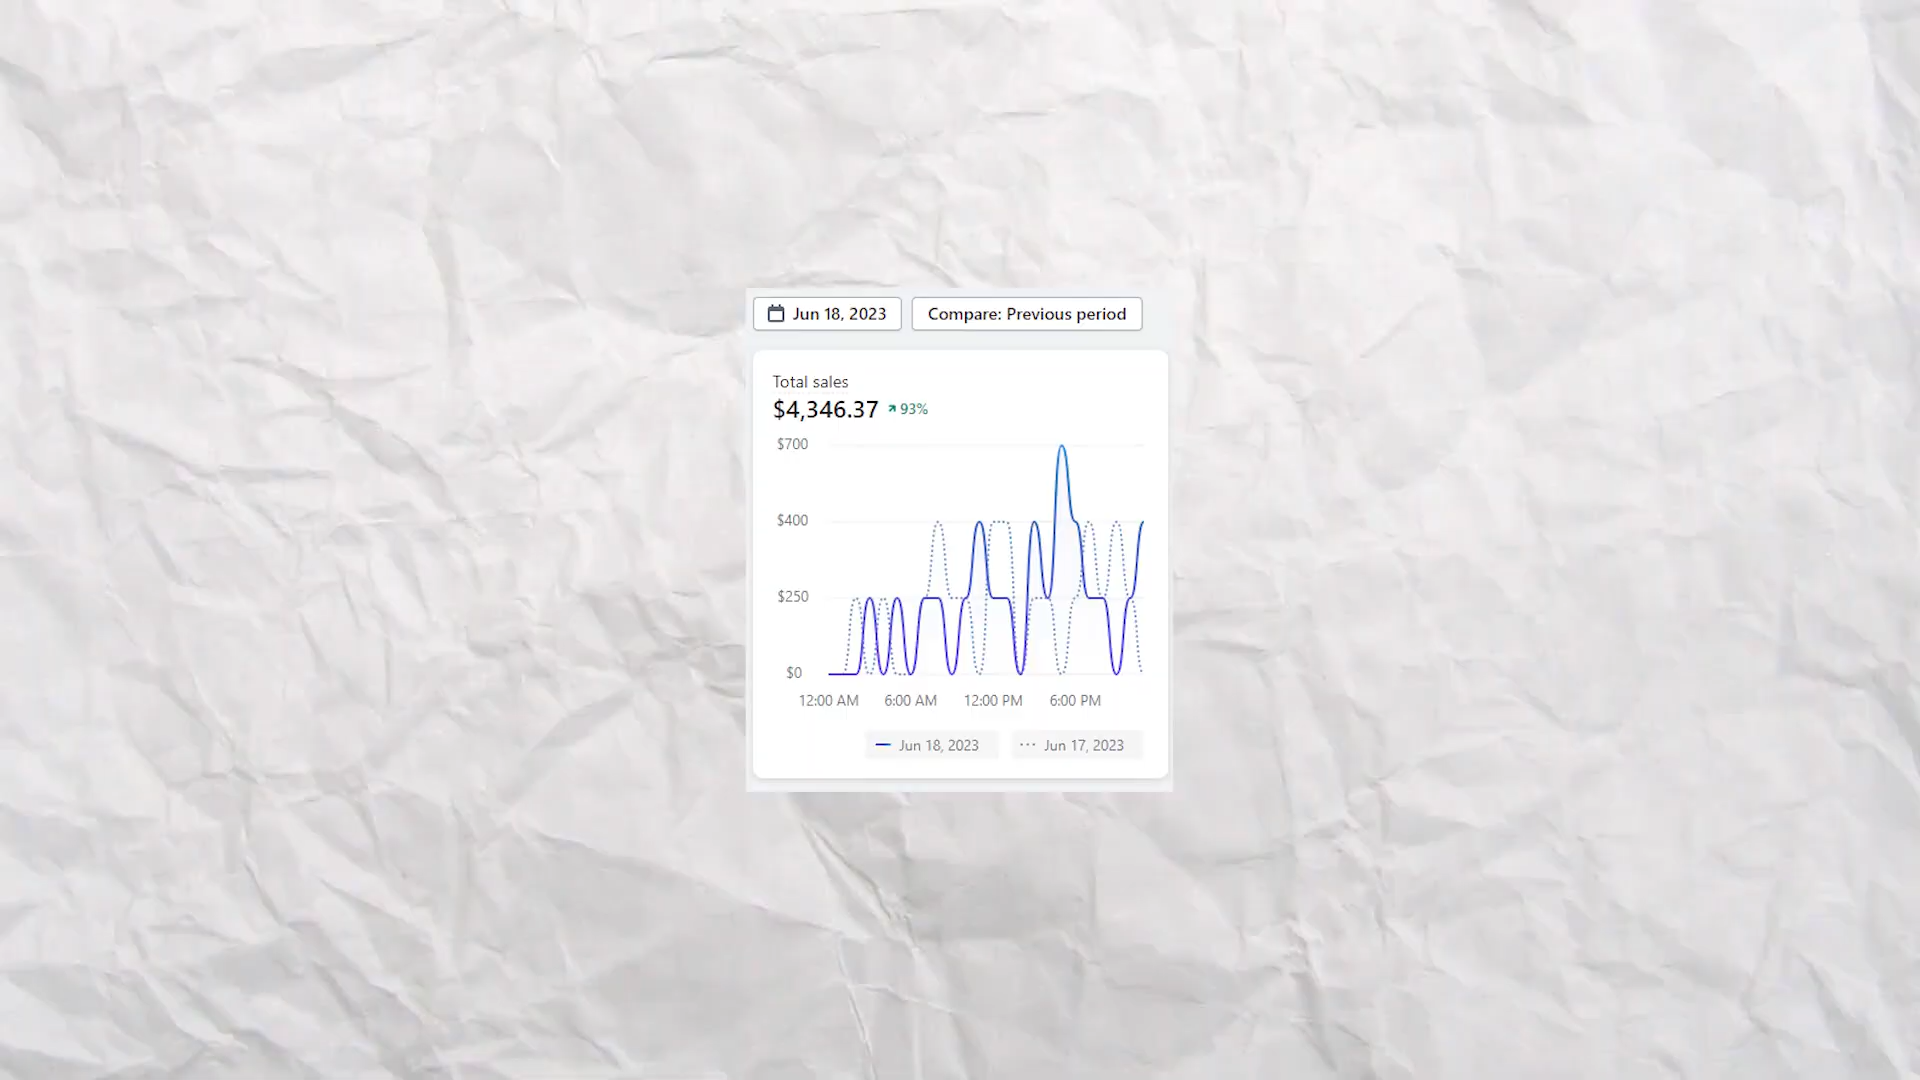 Jun 18, 2023 Compare: Previous period
Total sales
$4,346.37 93%
$700
$400
$250
$0
12:00 AM 6:00 AM 12:00 PM 6:00 PM
Jun 18, 2023 Jun 17, 2023